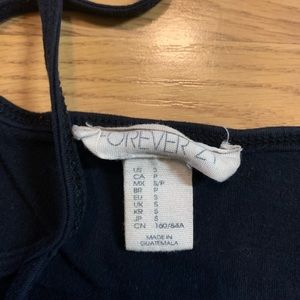 FOREVER 21
US S
CA P
MX S/P
BR P
EU S
UK S
KR S
JP S
CN 160/84A
MADE IN
GUATEMALA